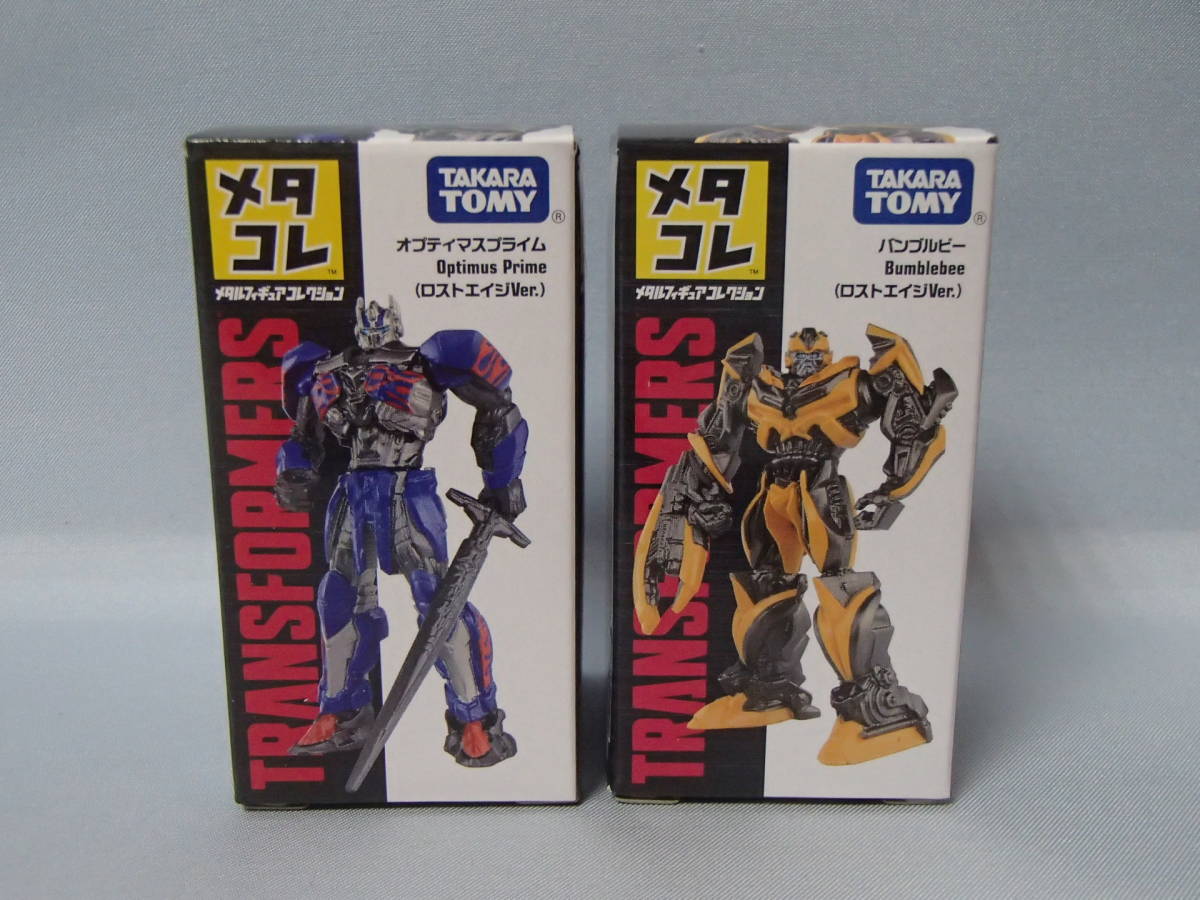 メタ
コレ
TM
メタルフィギュアコレクション
TAKARA
TOMY
®
オプティマスプライム
Optimus Prime
(ロストエイジVer.)
TRANSFORMERS
メタ
コレ
TM
メタルフィギュアコレクション
TAKARA
TOMY
®
バンブルビー
Bumblebee
(ロストエイジVer.)
TRANSFORMERS